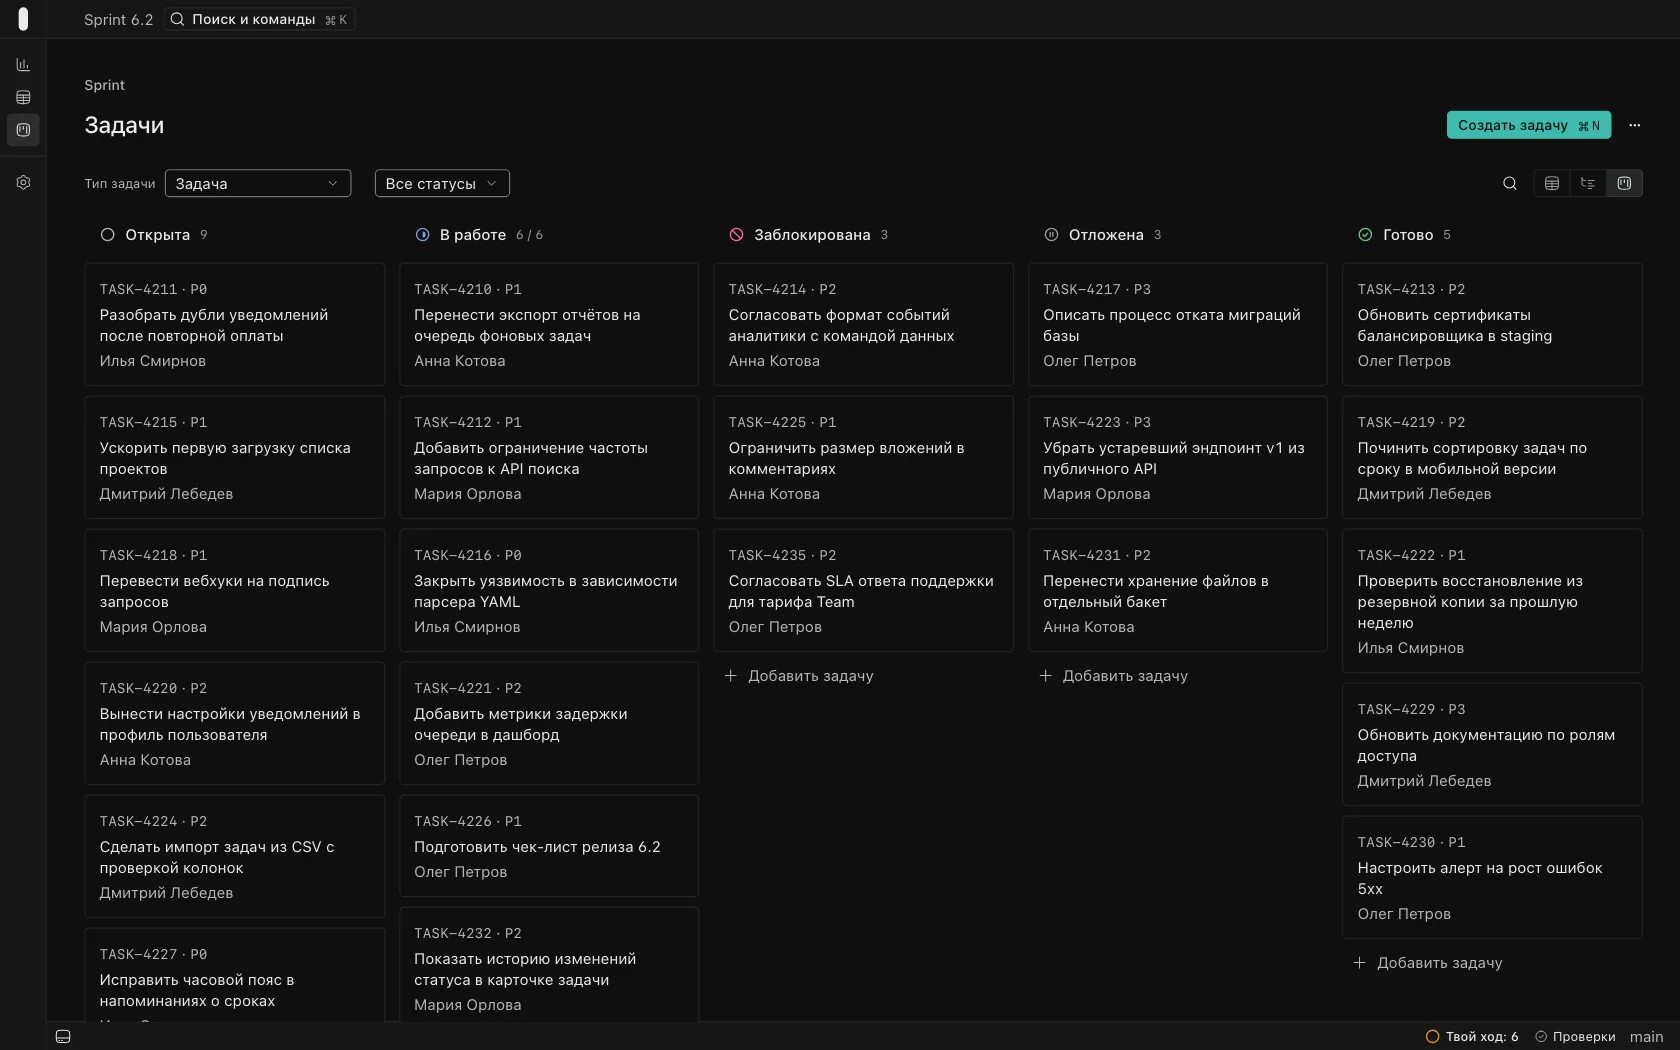 Sprint 6.2
Поиск и команды ⌘ K
Sprint
Задачи
Создать задачу ⌘ N
Тип задачи
Задача
Все статусы
Открыта 9
TASK-4211 · P0
Разобрать дубли уведомлений
после повторной оплаты
Илья Смирнов
TASK-4215 · P1
Ускорить первую загрузку списка
проектов
Дмитрий Лебедев
TASK-4218 · P1
Перевести вебхуки на подпись
запросов
Мария Орлова
TASK-4220 · P2
Вынести настройки уведомлений в
профиль пользователя
Анна Котова
TASK-4224 · P2
Сделать импорт задач из CSV с
проверкой колонок
Дмитрий Лебедев
TASK-4227 · P0
Исправить часовой пояс в
напоминаниях о сроках
В работе 6 / 6
TASK-4210 · P1
Перенести экспорт отчётов на
очередь фоновых задач
Анна Котова
TASK-4212 · P1
Добавить ограничение частоты
запросов к API поиска
Мария Орлова
TASK-4216 · P0
Закрыть уязвимость в зависимости
парсера YAML
Илья Смирнов
TASK-4221 · P2
Добавить метрики задержки
очереди в дашборд
Олег Петров
TASK-4226 · P1
Подготовить чек-лист релиза 6.2
Олег Петров
TASK-4232 · P2
Показать историю изменений
статуса в карточке задачи
Мария Орлова
Заблокирована 3
TASK-4214 · P2
Согласовать формат событий
аналитики с командой данных
Анна Котова
TASK-4225 · P1
Ограничить размер вложений в
комментариях
Анна Котова
TASK-4235 · P2
Согласовать SLA ответа поддержки
для тарифа Team
Олег Петров
Добавить задачу
Отложена 3
TASK-4217 · P3
Описать процесс отката миграций
базы
Олег Петров
TASK-4223 · P3
Убрать устаревший эндпоинт v1 из
публичного API
Мария Орлова
TASK-4231 · P2
Перенести хранение файлов в
отдельный бакет
Анна Котова
Добавить задачу
Готово 5
TASK-4213 · P2
Обновить сертификаты
балансировщика в staging
Олег Петров
TASK-4219 · P2
Починить сортировку задач по
сроку в мобильной версии
Дмитрий Лебедев
TASK-4222 · P1
Проверить восстановление из
резервной копии за прошлую
неделю
Илья Смирнов
TASK-4229 · P3
Обновить документацию по ролям
доступа
Дмитрий Лебедев
TASK-4230 · P1
Настроить алерт на рост ошибок
5xx
Олег Петров
Добавить задачу
Твой ход: 6
Проверки
main